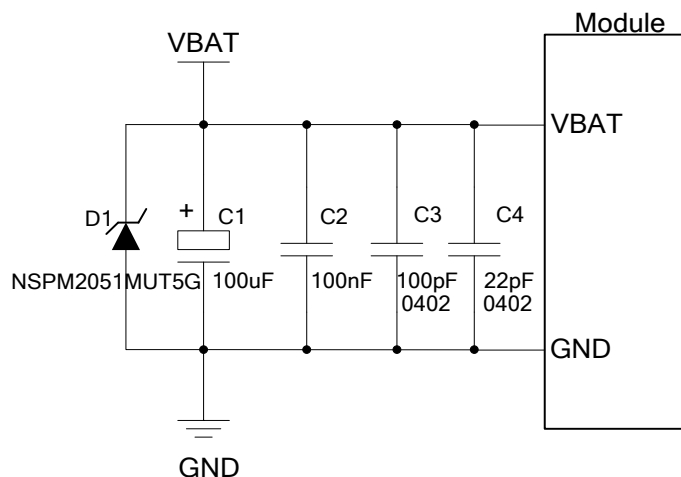 Module
VBAT
VBAT
D1
+
C1
C2
C3
C4
NSPM2051MUT5G
100uF
100nF
100pF
0402
22pF
0402
GND
GND